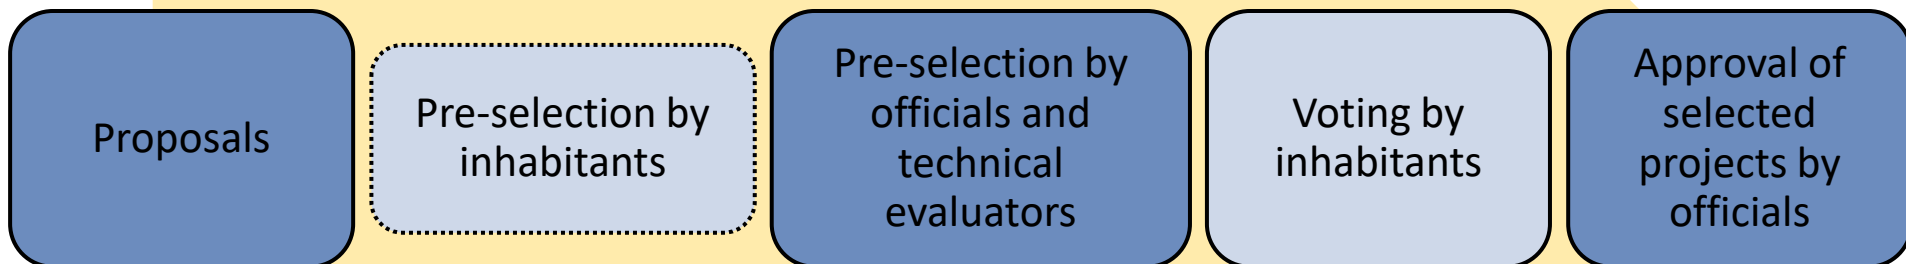 Proposals
Pre-selection by
inhabitants
Pre-selection by
officials and
technical
evaluators
Voting by
inhabitants
Approval of
selected
projects by
officials